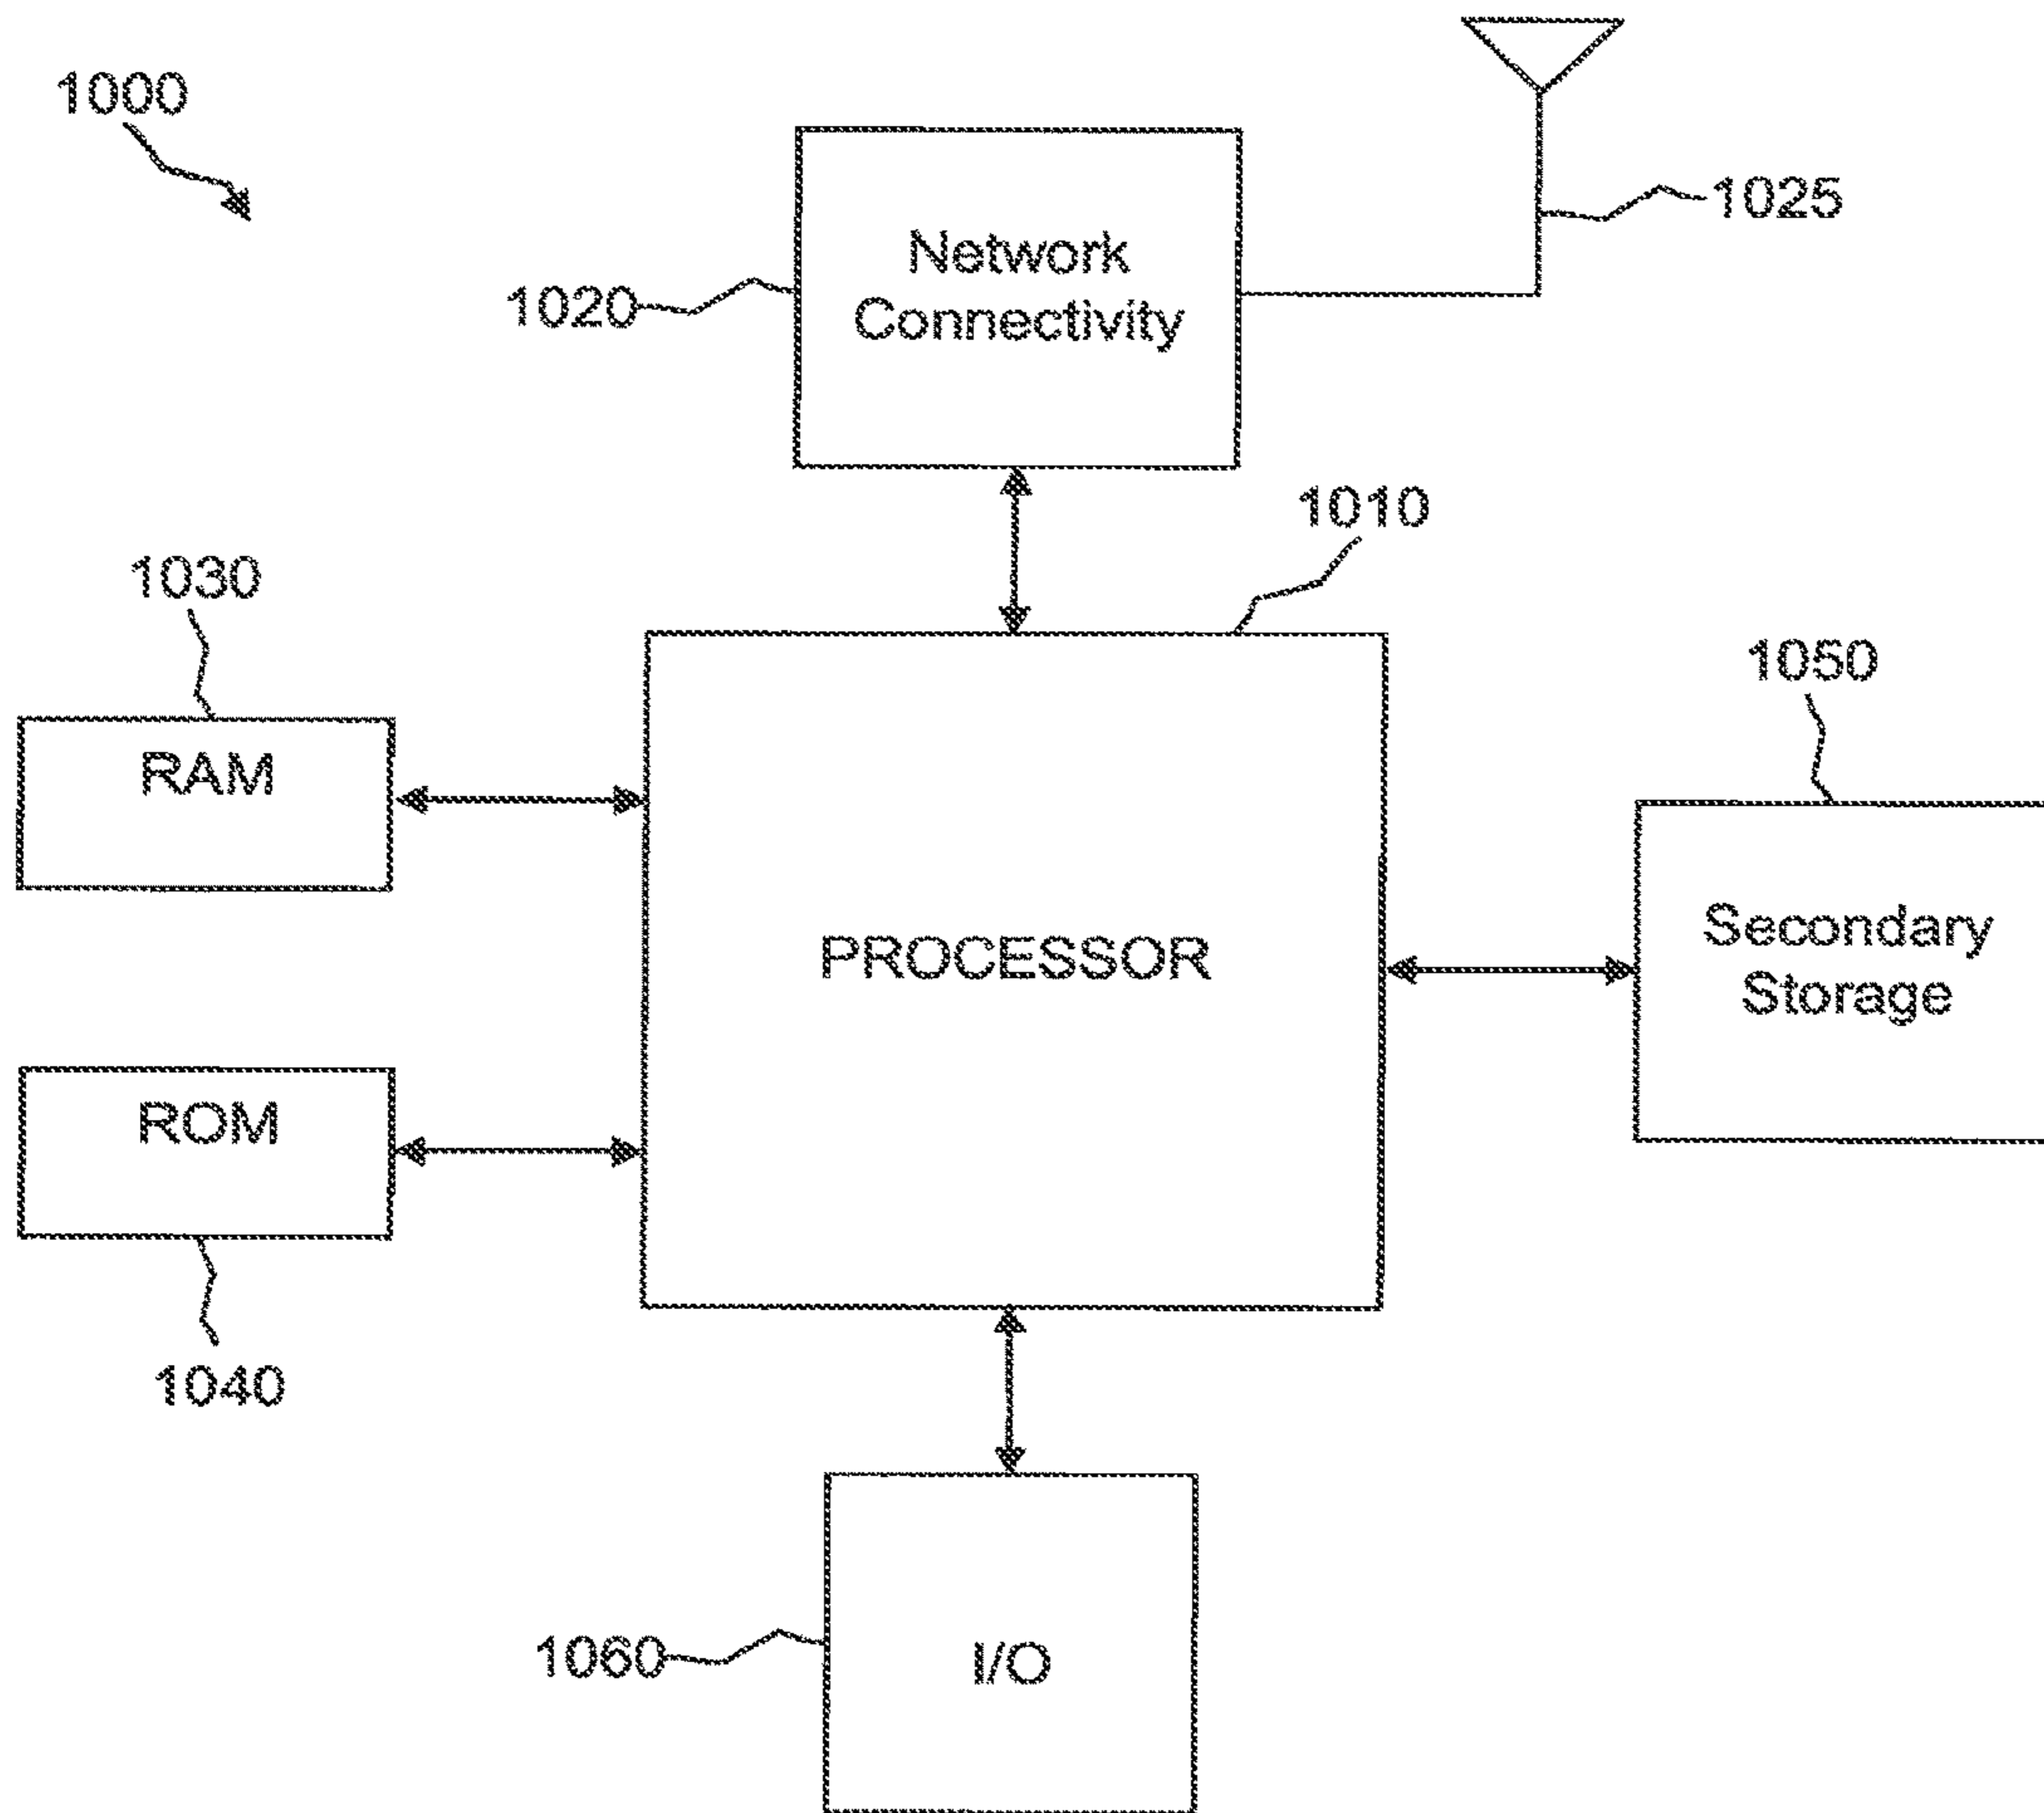 1000
1025
Network
Connectivity
1020
1010
1030
1050
RAM
Secondary
Storage
PROCESSOR
ROM
1040
1060
I/O